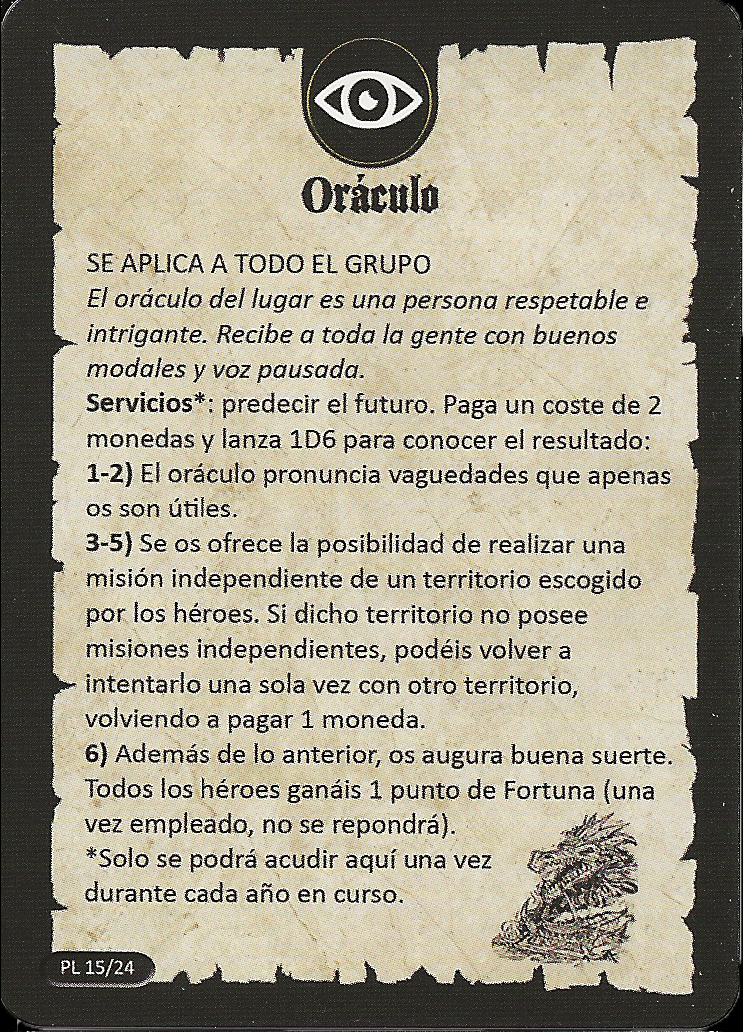 Oráculo
SE APLICA A TODO EL GRUPO
El oráculo del lugar es una persona respetable e
intrigante. Recibe a toda la gente con buenos
modales y voz pausada.
Servicios*: predecir el futuro. Paga un coste de 2
monedas y lanza 1D6 para conocer el resultado:
1-2) El oráculo pronuncia vaguedades que apenas
os son útiles.
3-5) Se os ofrece la posibilidad de realizar una
misión independiente de un territorio escogido
por los héroes. Si dicho territorio no posee
misiones independientes, podéis volver a
intentarlo una sola vez con otro territorio,
volviendo a pagar 1 moneda.
6) Además de lo anterior, os augura buena suerte.
Todos los héroes ganáis 1 punto de Fortuna (una
vez empleado, no se repondrá).
*Solo se podrá acudir aquí una vez
durante cada año en curso.
PL 15/24